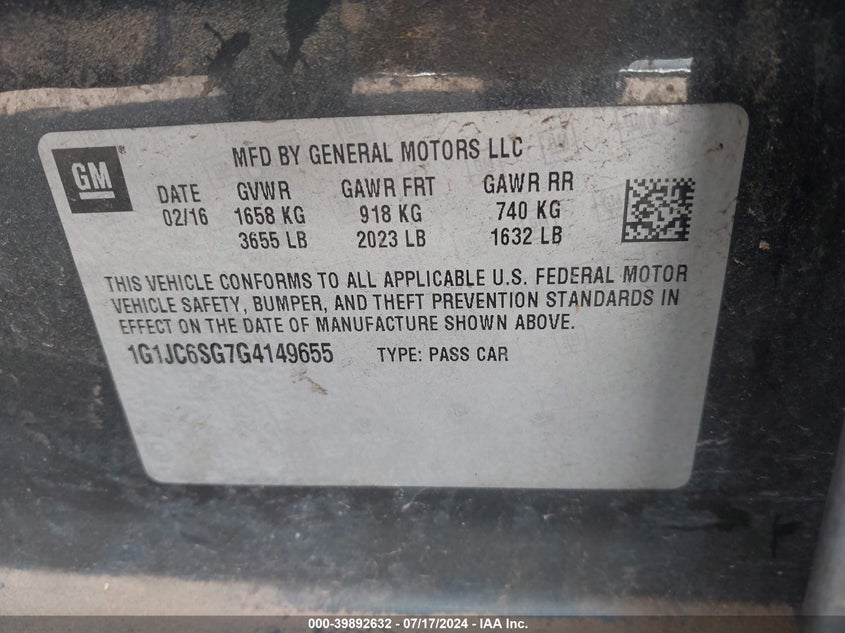 GM®
MFD BY GENERAL MOTORS LLC
DATE GVWR GAWR FRT GAWR RR
02/16 1658 KG 918 KG 740 KG
3655 LB 2023 LB 1632 LB
THIS VEHICLE CONFORMS TO ALL APPLICABLE U.S. FEDERAL MOTOR
VEHICLE SAFETY, BUMPER, AND THEFT PREVENTION STANDARDS IN
EFFECT ON THE DATE OF MANUFACTURE SHOWN ABOVE.
1G1JC6SG7G4149655 TYPE: PASS CAR
000-39892632 - 07/17/2024 - IAA Inc.